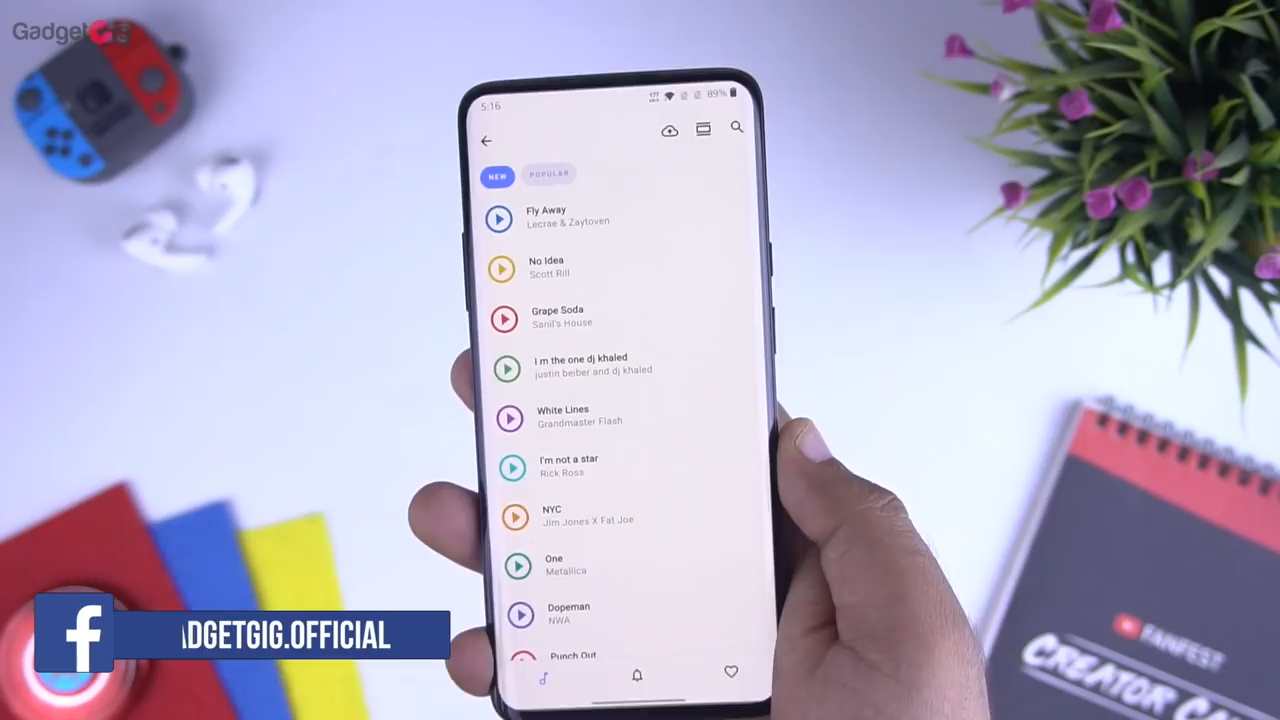 GadgetGig
5:16
89%
NEW
POPULAR
Fly Away
Lecrae & Zaytoven
No Idea
Scott Rill
Grape Soda
Sanil's House
I m the one dj khaled
justin beiber and dj khaled
White Lines
Grandmaster Flash
I'm not a star
Rick Ross
NYC
Jim Jones X Fat Joe
One
Metallica
Dopeman
NWA
Punch Out
f
ADGETGIG.OFFICIAL
FANFEST
CREATOR